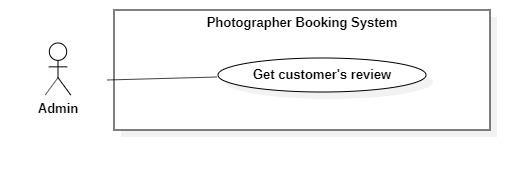 Photographer Booking System
Get customer's review
Admin